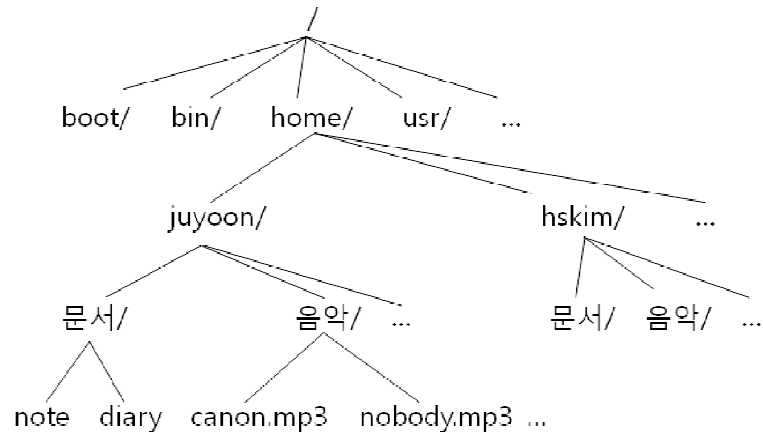 /
boot/ bin/ home/ usr/ ...
juyoon/ hskim/ ...
문서/ 음악/ ... 문서/ 음악/ ...
note diary canon.mp3 nobody.mp3 ...